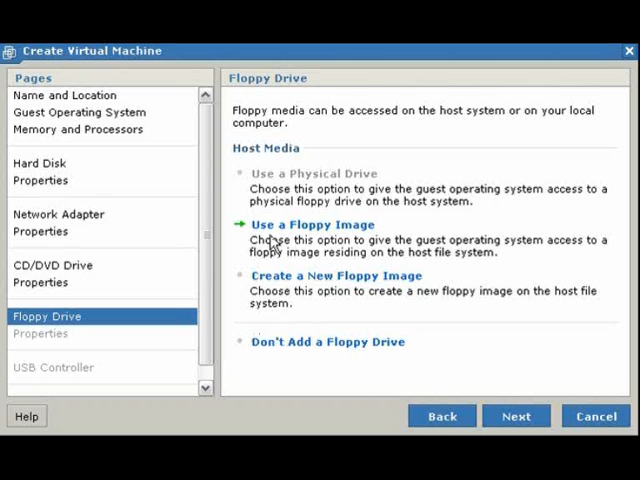 Create Virtual Machine
Pages
Name and Location
Guest Operating System
Memory and Processors
Hard Disk
Properties
Network Adapter
Properties
CD/DVD Drive
Properties
Floppy Drive
Properties
USB Controller
Floppy Drive
Floppy media can be accessed on the host system or on your local
computer.
Host Media
Use a Physical Drive
Choose this option to give the guest operating system access to a
physical floppy drive on the host system.
Use a Floppy Image
Choose this option to give the guest operating system access to a
floppy image residing on the host file system.
Create a New Floppy Image
Choose this option to create a new floppy image on the host file
system.
Don't Add a Floppy Drive
Help
Back
Next
Cancel